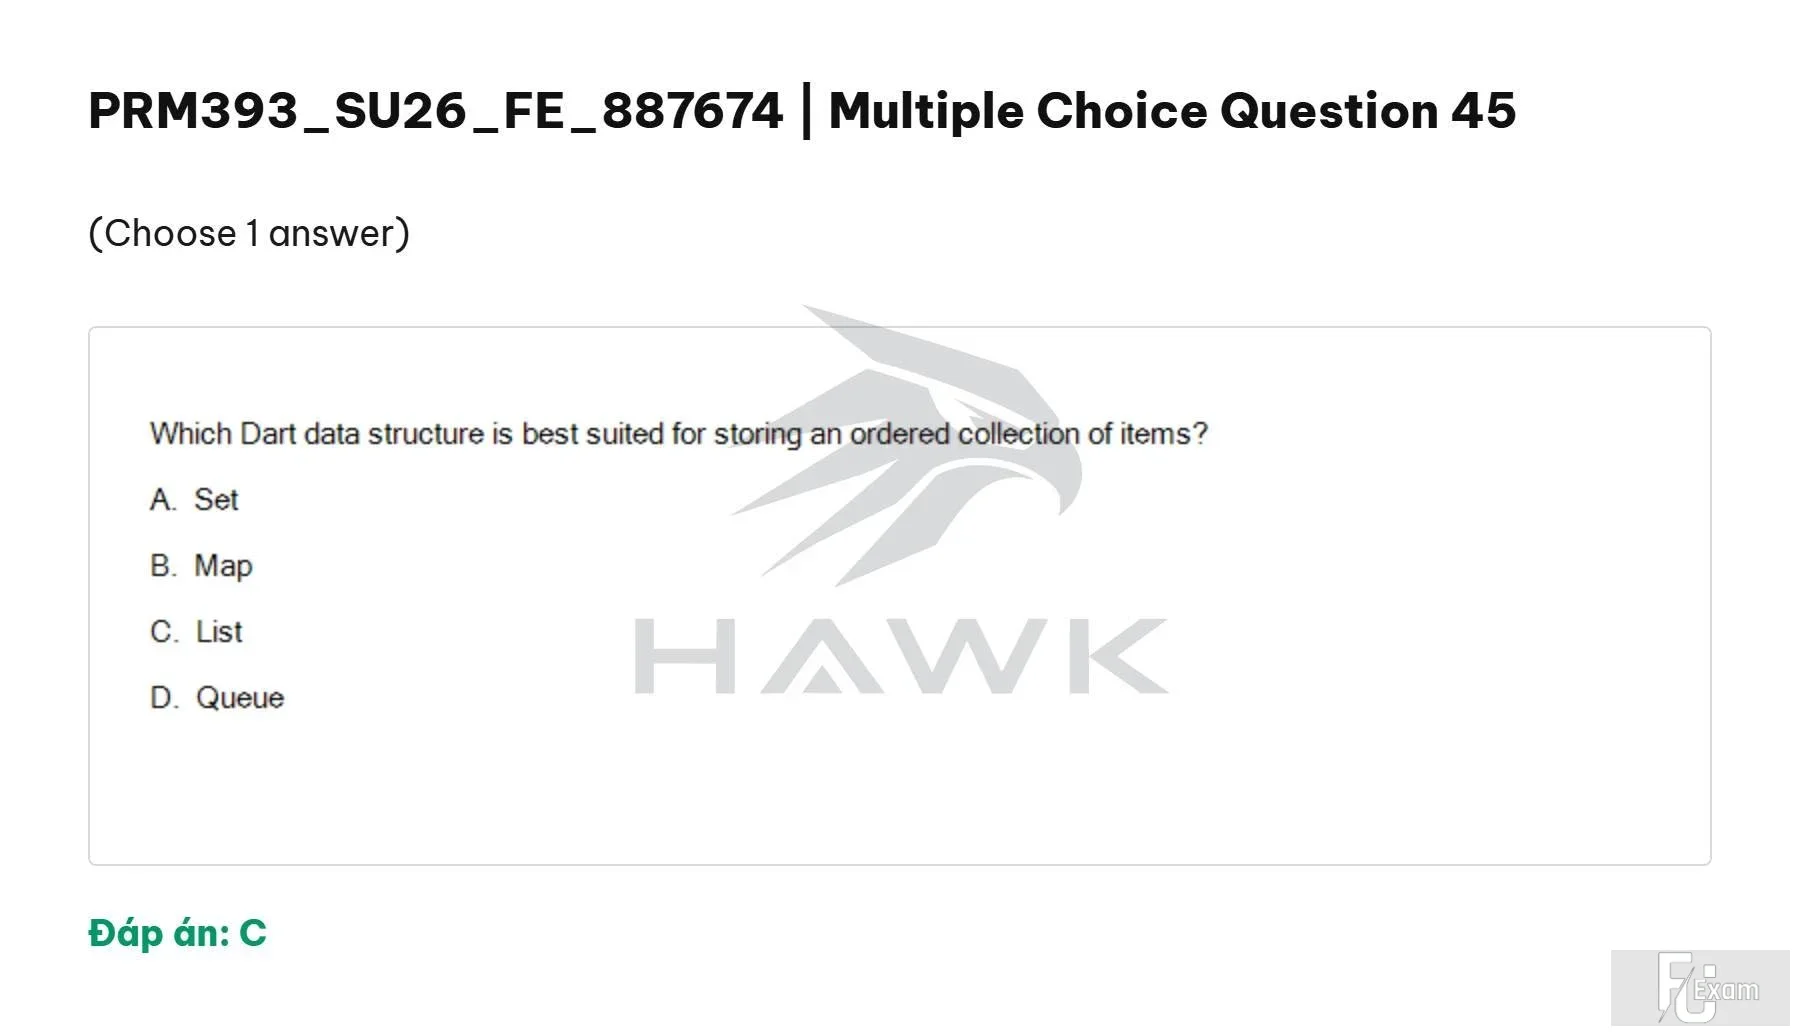 PRM393_SU26_FE_887674 | Multiple Choice Question 45
(Choose 1 answer)
Which Dart data structure is best suited for storing an ordered collection of items?
A. Set
B. Map
C. List
D. Queue
HAWK
Đáp án: C
FU Exam